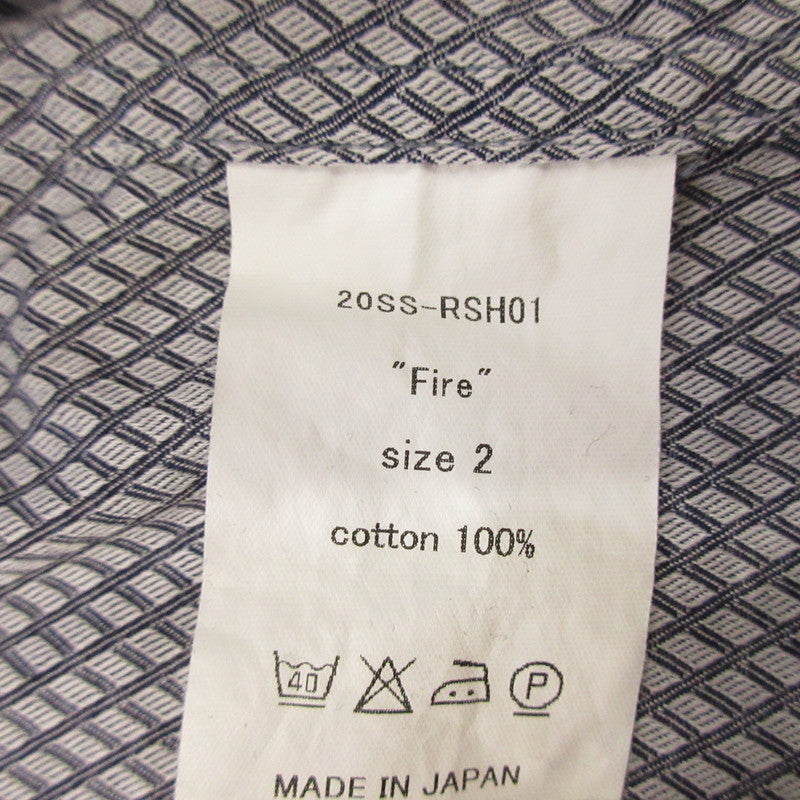 20SS-RSH01
"Fire"
size 2
cotton 100%
40 P
MADE IN JAPAN